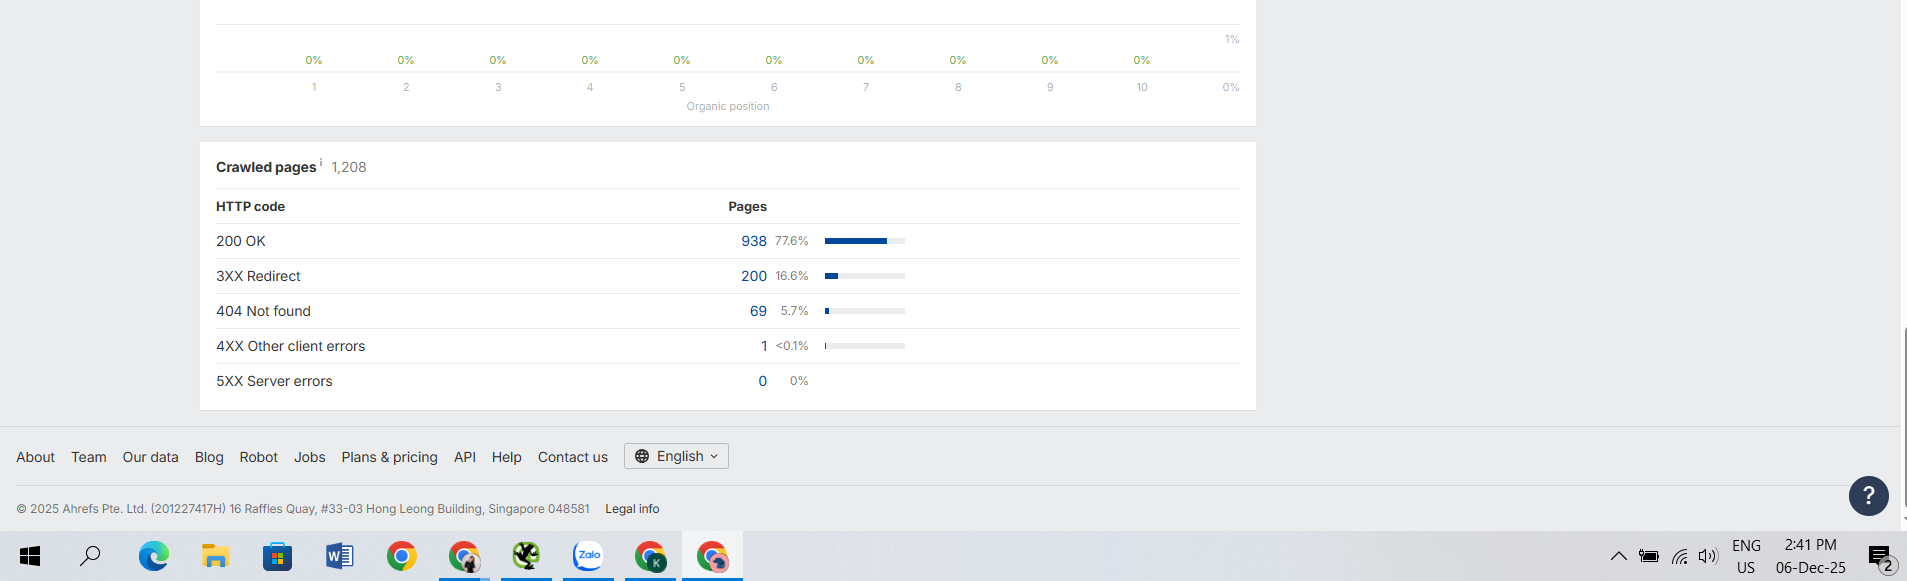 1%
0% 0% 0% 0% 0% 0% 0% 0% 0% 0%
1 2 3 4 5 6 7 8 9 10 0%
Organic position
Crawled pages i 1,208
HTTP code Pages
200 OK 938 77.6%
3XX Redirect 200 16.6%
404 Not found 69 5.7%
4XX Other client errors 1 <0.1%
5XX Server errors 0 0%
About Team Our data Blog Robot Jobs Plans & pricing API Help Contact us English
© 2025 Ahrefs Pte. Ltd. (201227417H) 16 Raffles Quay, #33-03 Hong Leong Building, Singapore 048581 Legal info
?
W Zalo K
ENG 2:41 PM
US 06-Dec-25 2